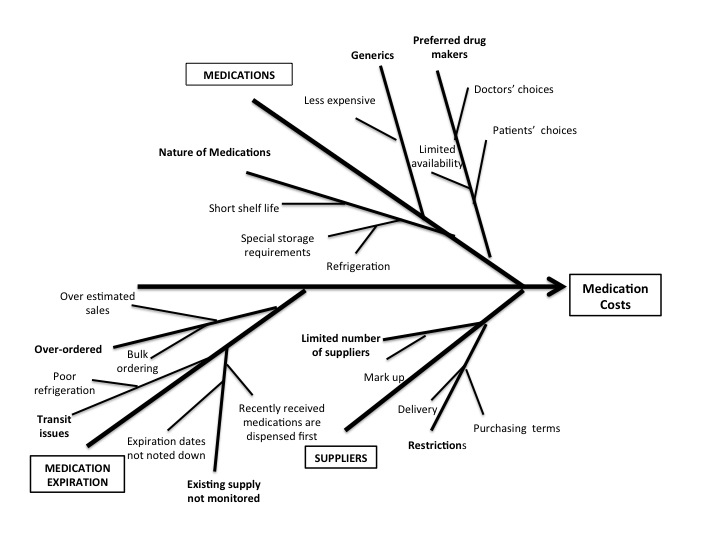 Preferred drug
makers
Generics
MEDICATIONS
Doctors' choices
Less expensive
Patients' choices
Limited
availability
Nature of Medications
Short shelf life
Special storage
requirements
Refrigeration
Medication
Costs
Over estimated
sales
Over-ordered
Bulk
ordering
Limited number
of suppliers
Poor
refrigeration
Mark up
Transit
issues
Recently received
medications are
dispensed first
Delivery
Purchasing terms
Expiration dates
not noted down
Restrictions
MEDICATION
EXPIRATION
SUPPLIERS
Existing supply
not monitored